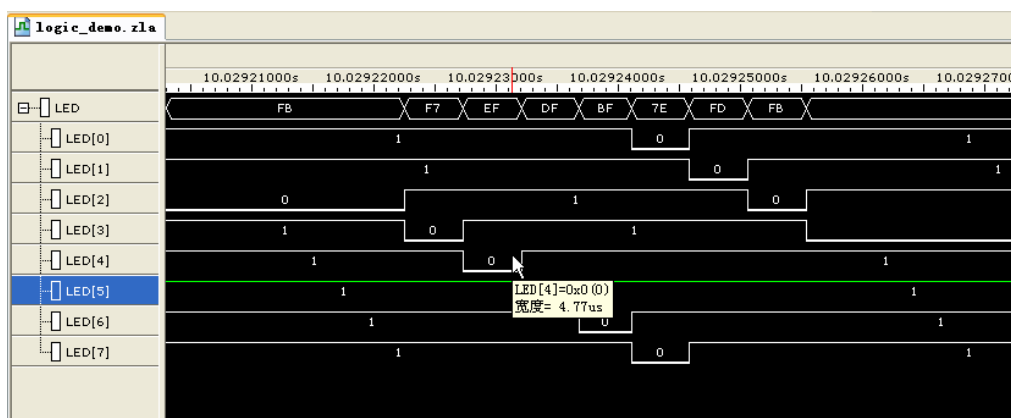 logic_demo.zla
10.02921000s 10.02922000s 10.02923000s 10.02924000s 10.02925000s 10.02926000s 10.0292700
LED FB F7 EF DF BF 7E FD FB
LED[0] 1 0 1
LED[1] 1 0 1
LED[2] 0 1 0
LED[3] 1 0 1
LED[4] 1 0 1
LED[5] 1 1
LED[4]=0x0(0)
宽度= 4.77us
LED[6] 1 0 1
LED[7] 1 0 1